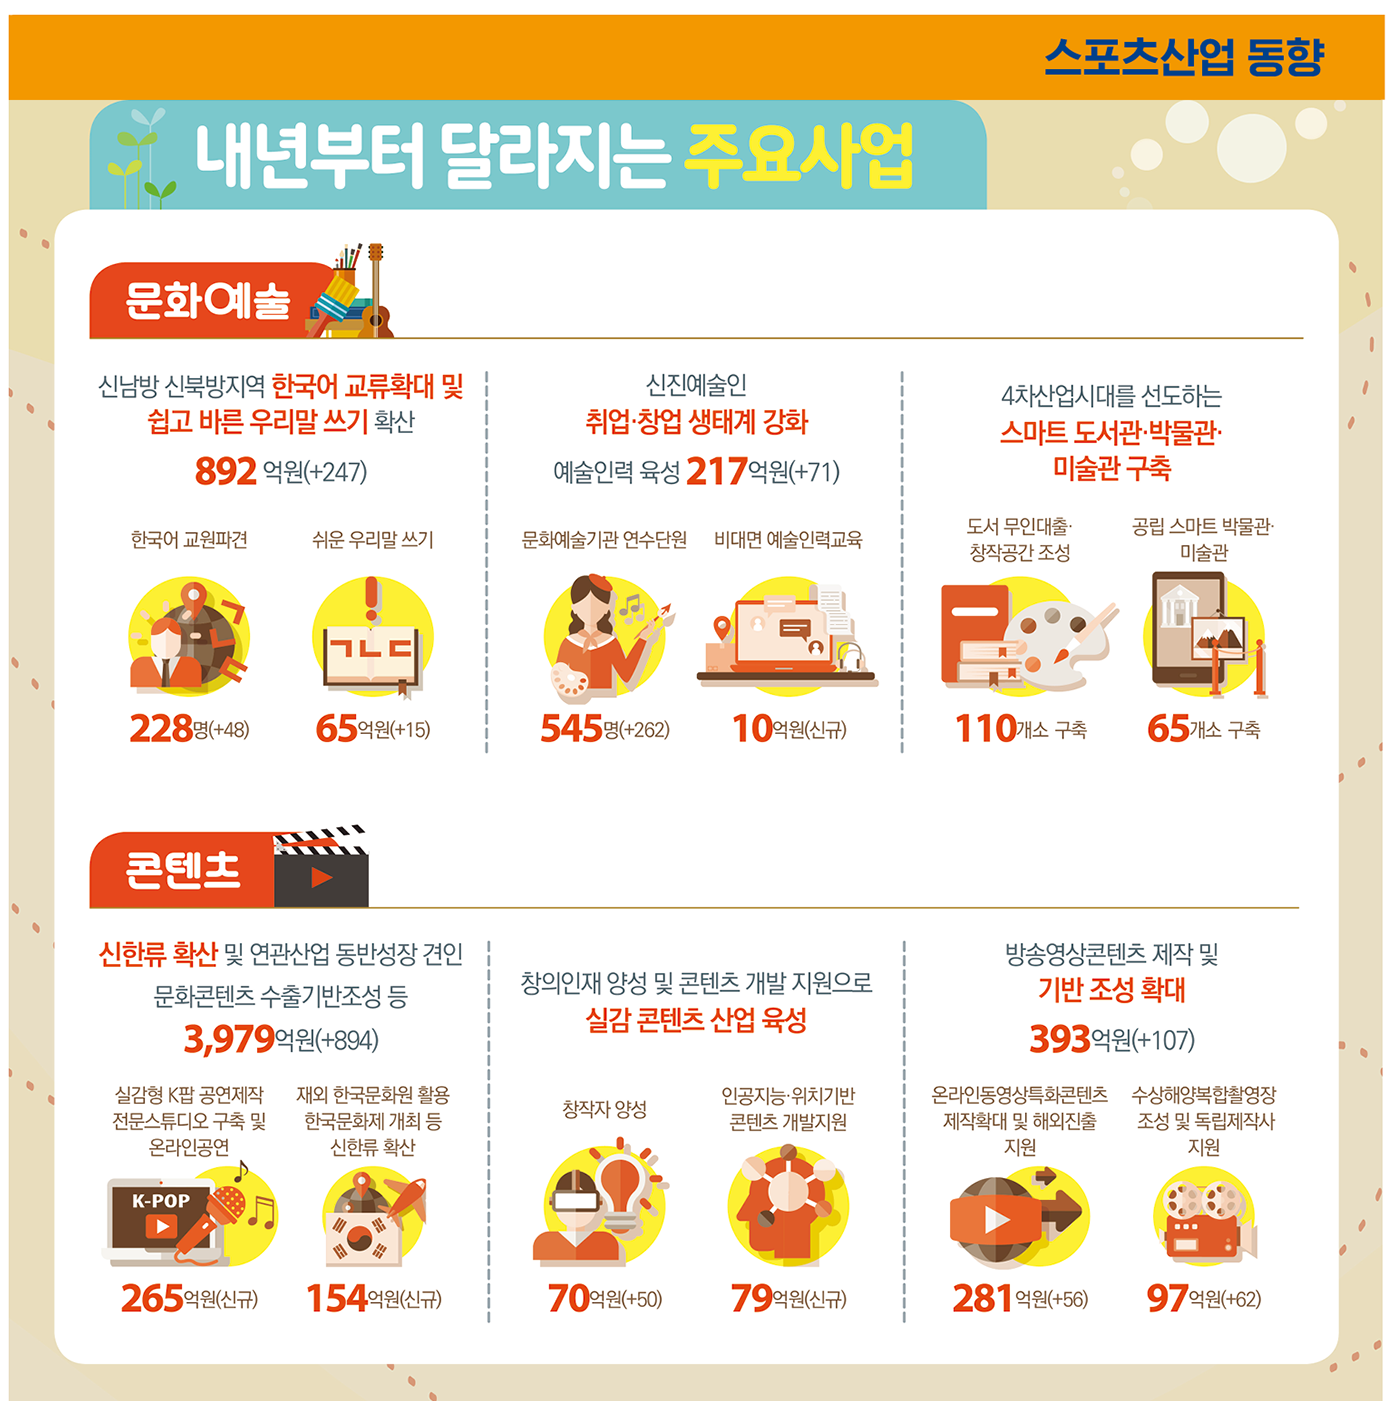 스포츠산업 동향
내년부터 달라지는 주요사업
문화예술
신남방 신북방지역 한국어 교류확대 및
쉽고 바른 우리말 쓰기 확산
892 억원(+247)
한국어 교원파견
쉬운 우리말 쓰기
ㄱ
ㄴ
ㄷ
ㄱㄴㄷ
228명(+48)
65억원(+15)
신진예술인
취업·창업 생태계 강화
예술인력 육성 217억원(+71)
문화예술기관 연수단원
비대면 예술인력교육
545명(+262)
10억원(신규)
4차산업시대를 선도하는
스마트 도서관·박물관·
미술관 구축
도서 무인대출·
창작공간 조성
공립 스마트 박물관·
미술관
110개소 구축
65개소 구축
콘텐츠
신한류 확산 및 연관산업 동반성장 견인
문화콘텐츠 수출기반조성 등
3,979억원(+894)
실감형 K팝 공연제작
전문스튜디오 구축 및
온라인공연
재외 한국문화원 활용
한국문화제 개최 등
신한류 확산
K-POP
265억원(신규)
154억원(신규)
창의인재 양성 및 콘텐츠 개발 지원으로
실감 콘텐츠 산업 육성
창작자 양성
인공지능·위치기반
콘텐츠 개발지원
70억원(+50)
79억원(신규)
방송영상콘텐츠 제작 및
기반 조성 확대
393억원(+107)
온라인동영상특화콘텐츠
제작확대 및 해외진출
지원
수상해양복합촬영장
조성 및 독립제작사
지원
281억원(+56)
97억원(+62)